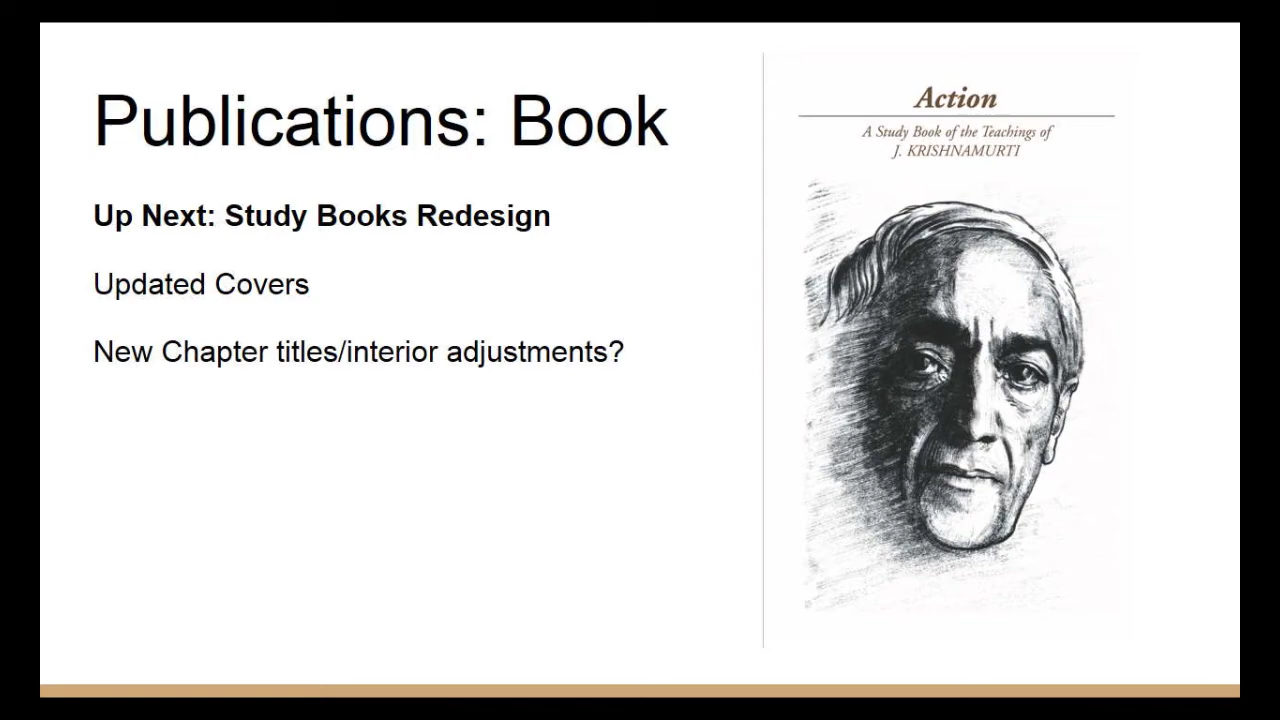 Publications: Book
Up Next: Study Books Redesign
Updated Covers
New Chapter titles/interior adjustments?
Action
A Study Book of the Teachings of
J. KRISHNAMURTI